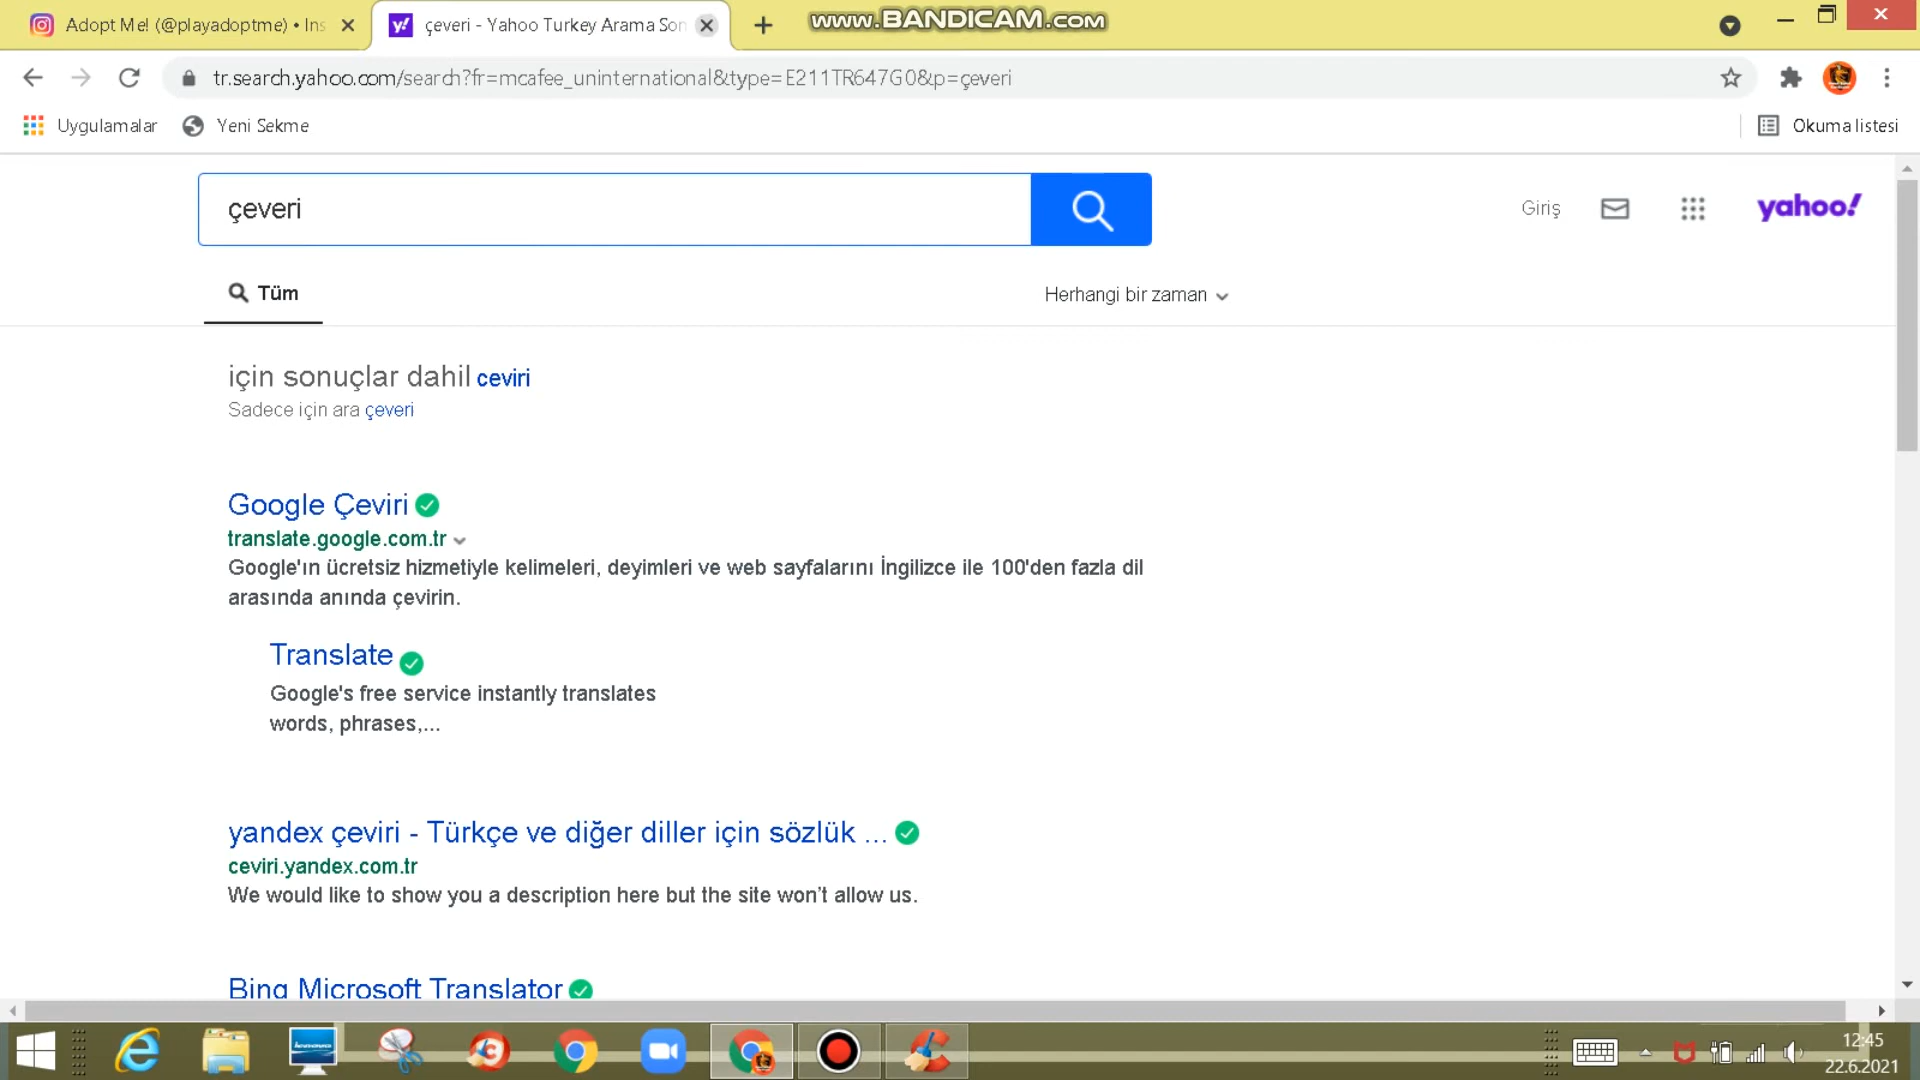 Adopt Me! (@playadoptme) • Ins
çeveri - Yahoo Turkey Arama Son
www.BANDICAM.com
tr.search.yahoo.com/search?fr=mcafee_uninternational&type=E211TR647G0&p=çeveri
Uygulamalar
Yeni Sekme
Okuma listesi
çeveri
Giriş
yahoo!
Tüm
Herhangi bir zaman
için sonuçlar dahil ceviri
Sadece için ara çeveri
Google Çeviri
translate.google.com.tr
Google'ın ücretsiz hizmetiyle kelimeleri, deyimleri ve web sayfalarını İngilizce ile 100'den fazla dil
arasında anında çevirin.
Translate
Google's free service instantly translates
words, phrases,...
yandex çeviri - Türkçe ve diğer diller için sözlük ...
ceviri.yandex.com.tr
We would like to show you a description here but the site won’t allow us.
Bing Microsoft Translator
12:45
22.6.2021